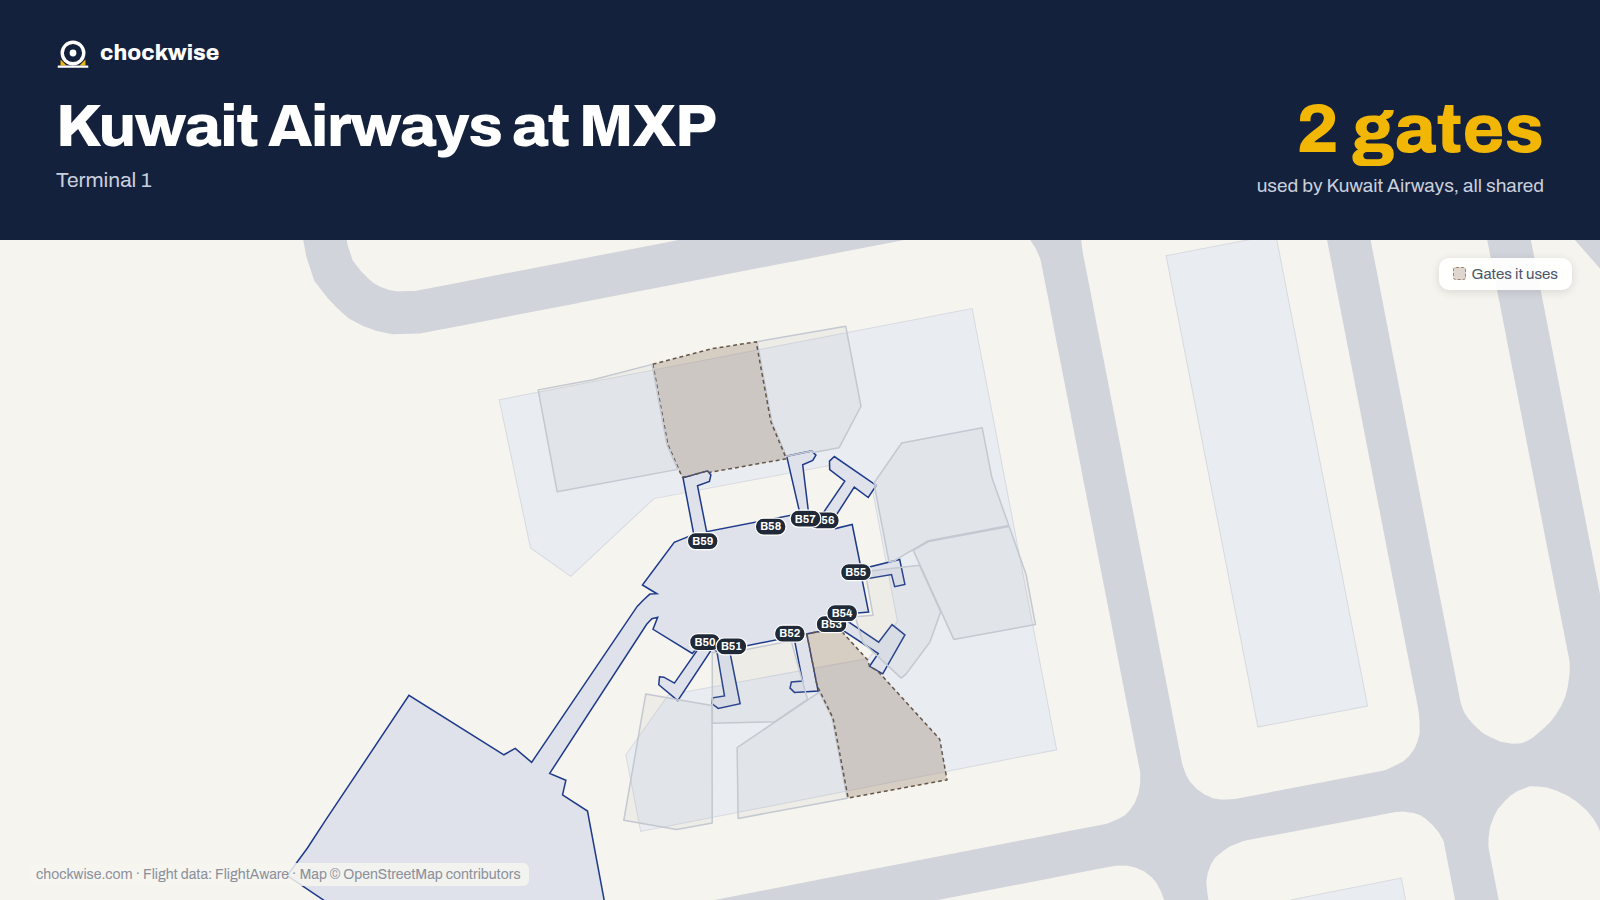 chockwise
Kuwait Airways at MXP
Terminal 1
2 gates
used by Kuwait Airways, all shared
Gates it uses
B59
B58
B57
56
B55
B54
B53
B52
B50
B51
chockwise.com · Flight data: FlightAware · Map © OpenStreetMap contributors